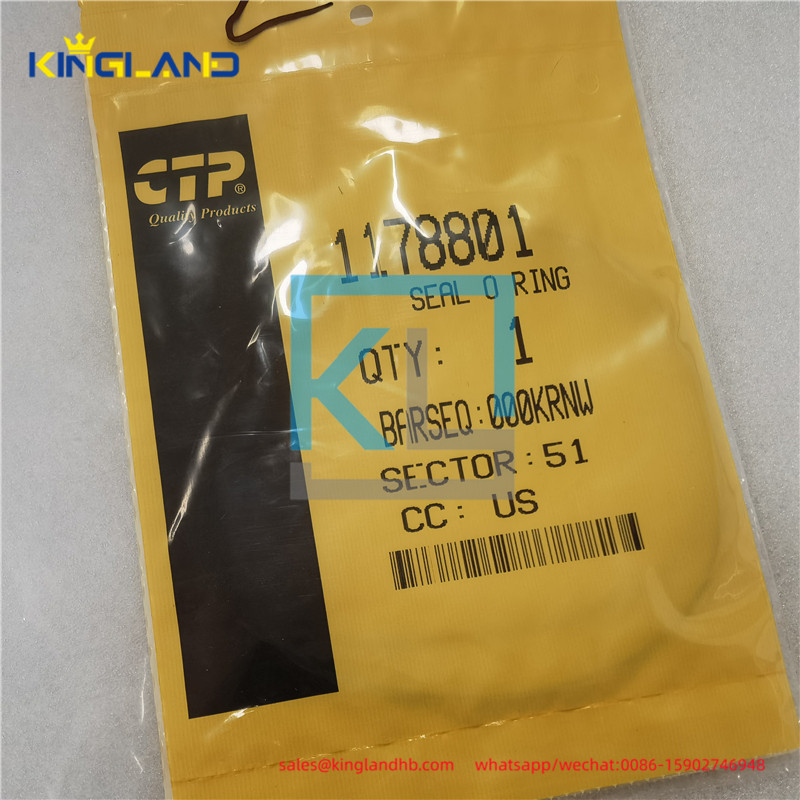 KINGLAND
CTP®
Quality Products
1178801
SEAL O RING
QTY: 1
KL
BARSEQ:000KRNW
SECTOR:51
CC: US
sales@kinglandhb.com whatsapp/wechat:0086-15902746948